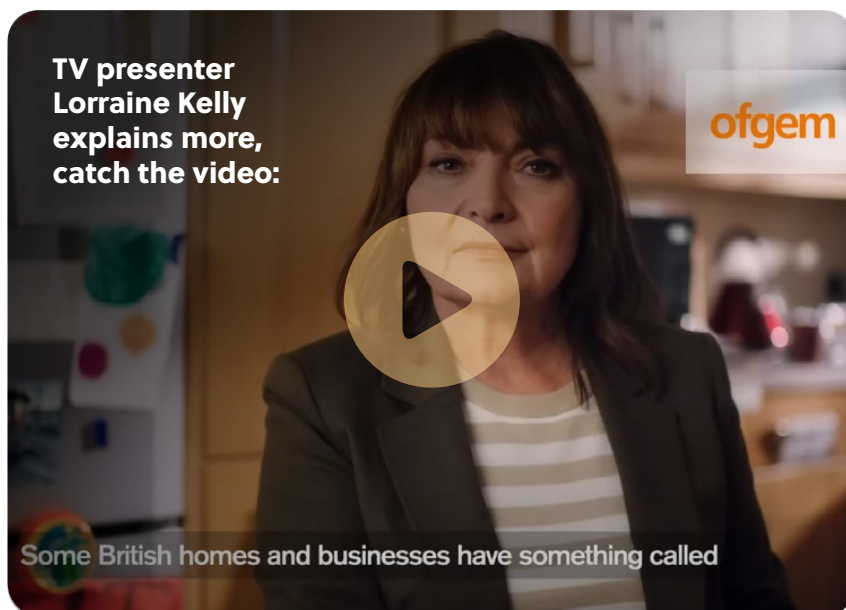 TV presenter
Lorraine Kelly
explains more,
catch the video:
ofgem
Some British homes and businesses have something called